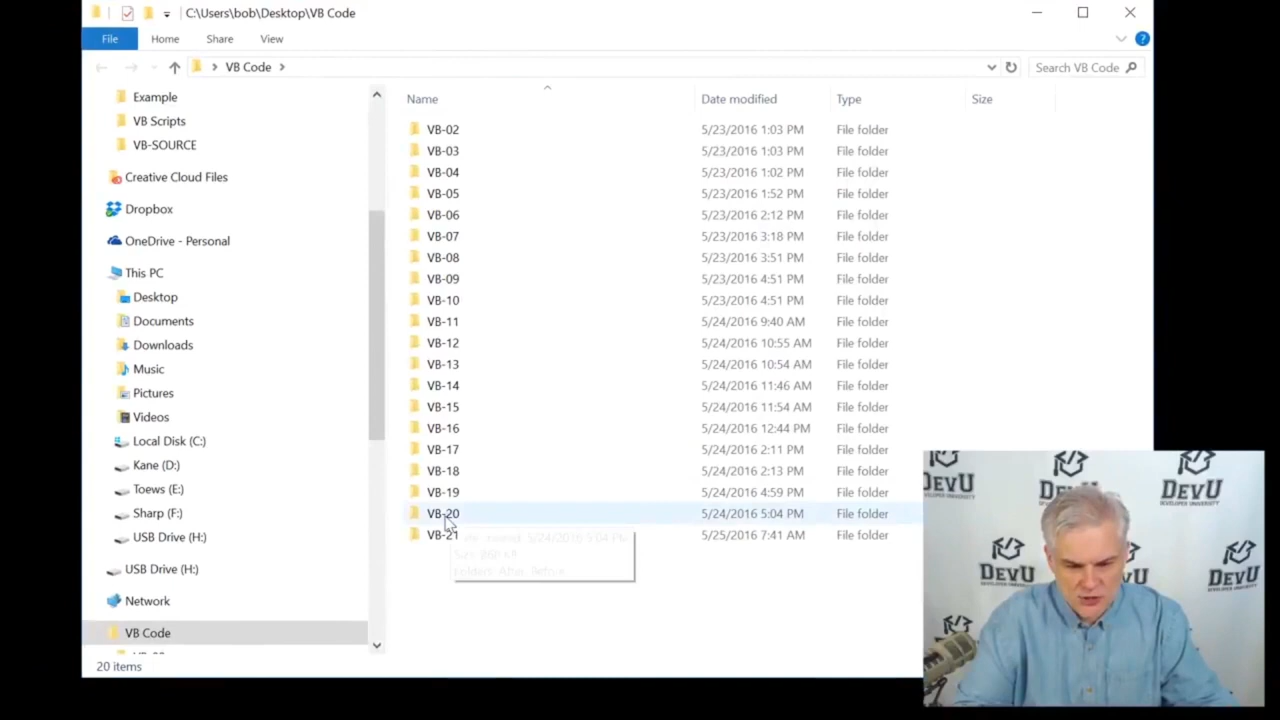 C:\Users\bob\Desktop\VB Code
File Home Share View
VB Code Search VB Code
Example
VB Scripts
VB-SOURCE
Creative Cloud Files
Dropbox
OneDrive - Personal
This PC
Desktop
Documents
Downloads
Music
Pictures
Videos
Local Disk (C:)
Kane (D:)
Toews (E:)
Sharp (F:)
USB Drive (H:)
USB Drive (H:)
Network
VB Code
Name Date modified Type Size
VB-02 5/23/2016 1:03 PM File folder
VB-03 5/23/2016 1:03 PM File folder
VB-04 5/23/2016 1:02 PM File folder
VB-05 5/23/2016 1:52 PM File folder
VB-06 5/23/2016 2:12 PM File folder
VB-07 5/23/2016 3:18 PM File folder
VB-08 5/23/2016 3:51 PM File folder
VB-09 5/23/2016 4:51 PM File folder
VB-10 5/23/2016 4:51 PM File folder
VB-11 5/24/2016 9:40 AM File folder
VB-12 5/24/2016 10:55 AM File folder
VB-13 5/24/2016 10:54 AM File folder
VB-14 5/24/2016 11:46 AM File folder
VB-15 5/24/2016 11:54 AM File folder
VB-16 5/24/2016 12:44 PM File folder
VB-17 5/24/2016 2:11 PM File folder
VB-18 5/24/2016 2:13 PM File folder
VB-19 5/24/2016 4:59 PM File folder
VB-20 5/24/2016 5:04 PM File folder
VB-21 5/25/2016 7:41 AM File folder
5/24/2016 5:04 PM
Folders: After, Before
20 items
DEVU
DEVU
DEVU
DEVELOPER UNIVERSITY
DEVU
DEVELOPER UNIVERSITY